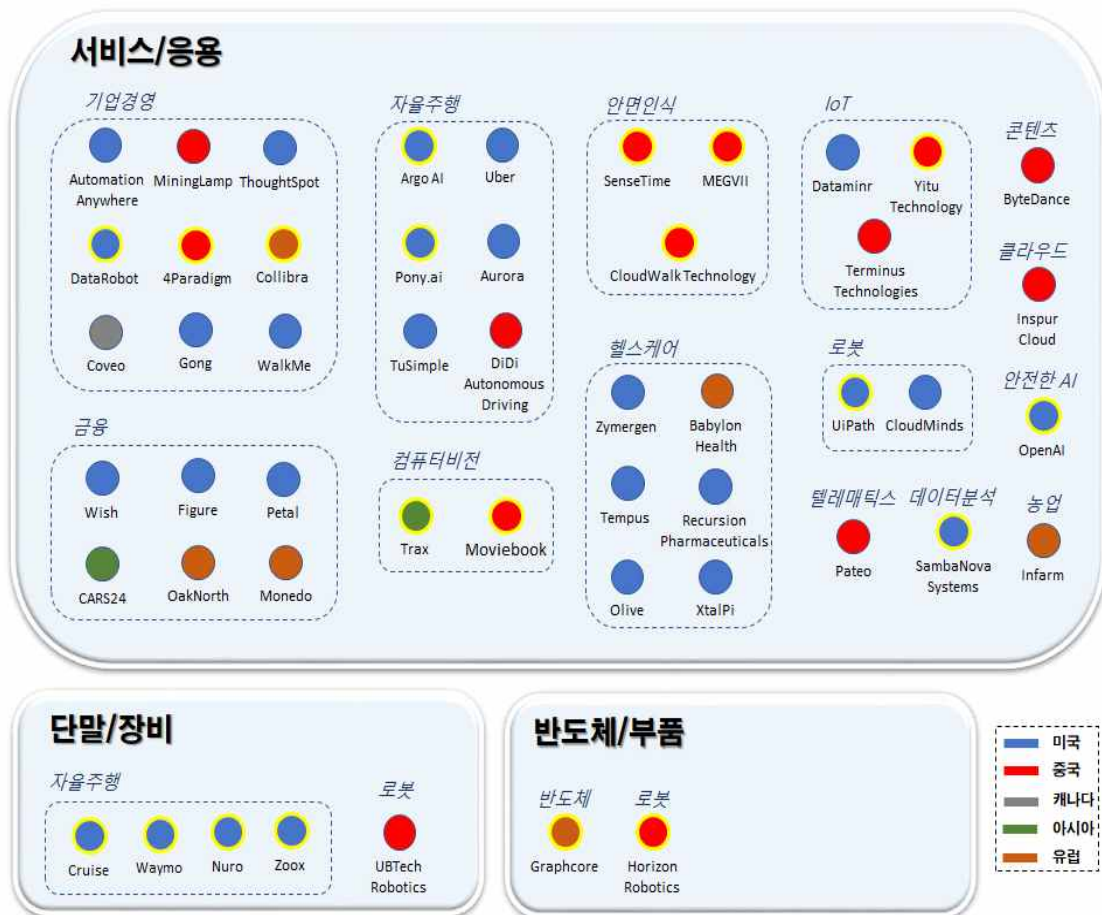 서비스/응용
기업경영
Automation
Anywhere
MiningLamp
ThoughtSpot
DataRobot
4Paradigm
Collibra
Coveo
Gong
WalkMe
자율주행
Argo AI
Uber
Pony.ai
Aurora
TuSimple
DiDi
Autonomous
Driving
안면인식
SenseTime
MEGVII
CloudWalk Technology
IoT
Dataminr
Yitu
Technology
Terminus
Technologies
콘텐츠
ByteDance
클라우드
Inspur
Cloud
금융
Wish
Figure
Petal
CARS24
OakNorth
Monedo
컴퓨터비전
Trax
Moviebook
헬스케어
Zymergen
Babylon
Health
Tempus
Recursion
Pharmaceuticals
Olive
XtalPi
로봇
UiPath
CloudMinds
안전한 AI
OpenAI
텔레매틱스
Pateo
데이터분석
SambaNova
Systems
농업
Infarm
단말/장비
자율주행
Cruise
Waymo
Nuro
Zoox
로봇
UBTech
Robotics
반도체/부품
반도체
Graphcore
로봇
Horizon
Robotics
미국
중국
캐나다
아시아
유럽